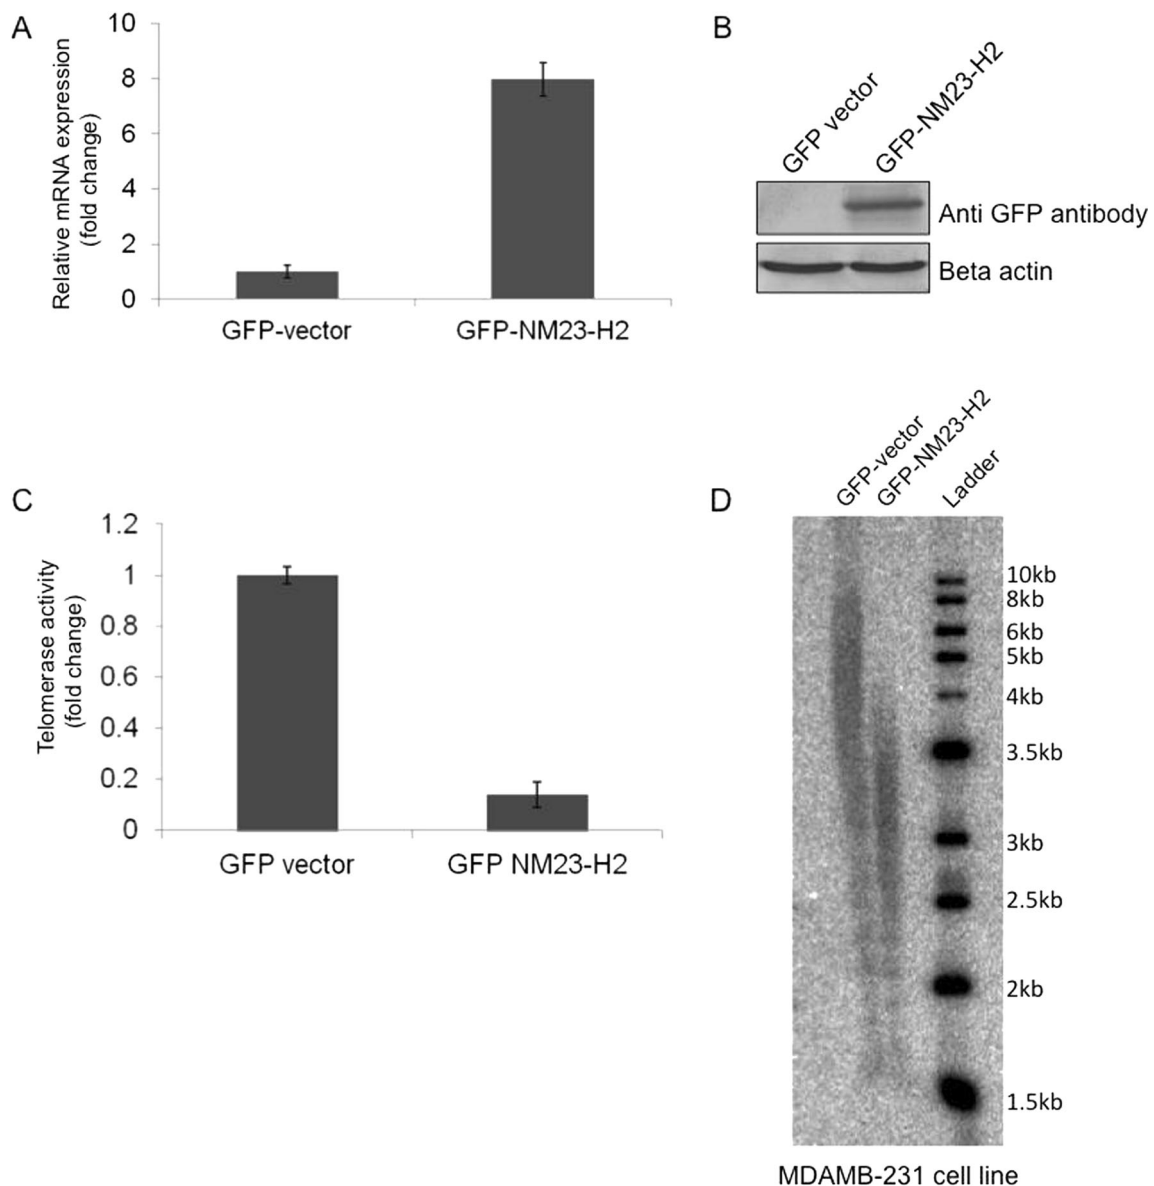 A
10
8
6
4
2
0
Relative mRNA expression
(fold change)
GFP-vector
GFP-NM23-H2
B
GFP vector
GFP-NM23-H2
Anti GFP antibody
Beta actin
C
1.2
1
0.8
0.6
0.4
0.2
0
Telomerase activity
(fold change)
GFP vector
GFP NM23-H2
D
GFP-vector
GFP-NM23-H2
Ladder
10kb
8kb
6kb
5kb
4kb
3.5kb
3kb
2.5kb
2kb
1.5kb
MDAMB-231 cell line